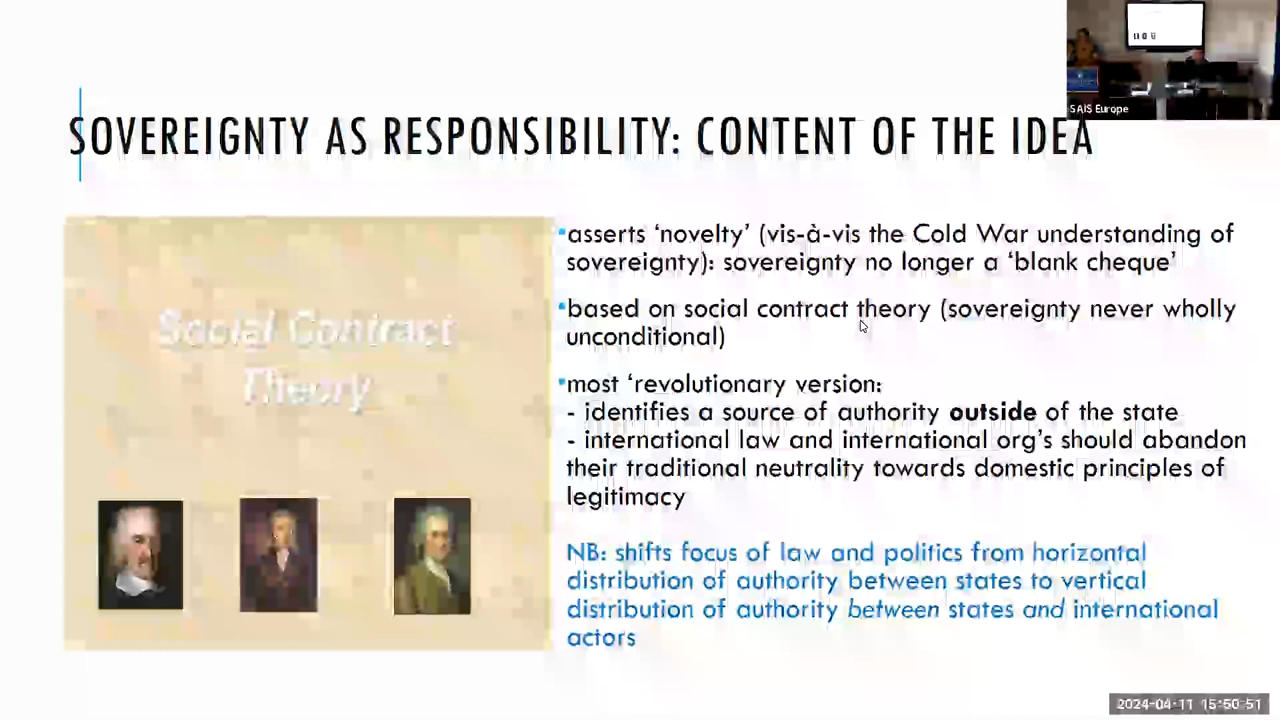 SAIS Europe
SOVEREIGNTY AS RESPONSIBILITY: CONTENT OF THE IDEA
Social Contract
Theory
•asserts ‘novelty’ (vis-à-vis the Cold War understanding of
sovereignty): sovereignty no longer a ‘blank cheque’
•based on social contract theory (sovereignty never wholly
unconditional)
•most ‘revolutionary version:
- identifies a source of authority outside of the state
- international law and international org’s should abandon
their traditional neutrality towards domestic principles of
legitimacy
NB: shifts focus of law and politics from horizontal
distribution of authority between states to vertical
distribution of authority between states and international
actors
2024-04-11 15:50:51